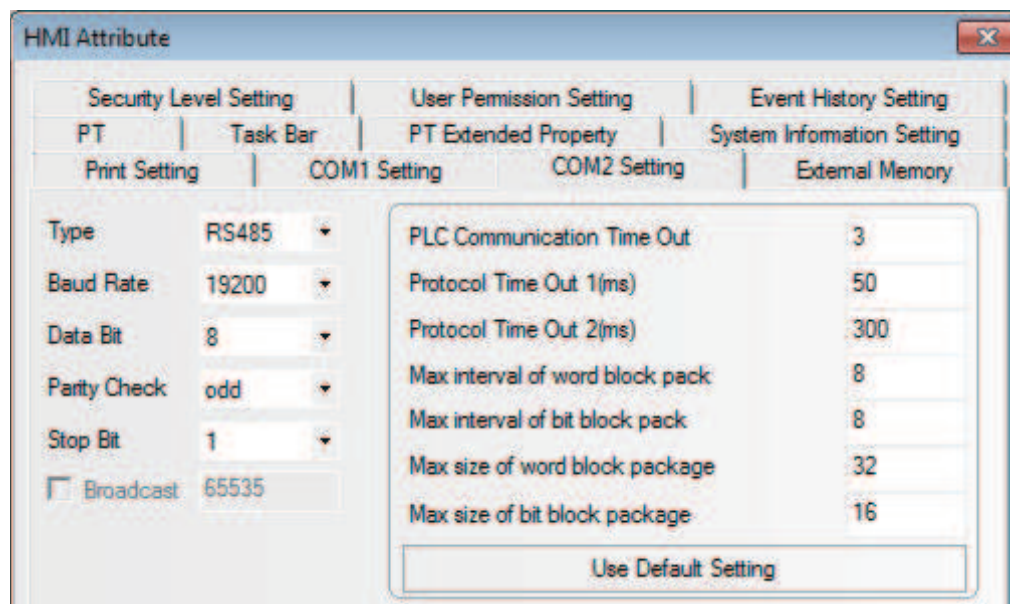 HMI Attribute
Security Level Setting User Permission Setting Event History Setting
PT Task Bar PT Extended Property System Information Setting
Print Setting COM1 Setting COM2 Setting External Memory
Type RS485
Baud Rate 19200
Data Bit 8
Parity Check odd
Stop Bit 1
Broadcast 65535
PLC Communication Time Out 3
Protocol Time Out 1(ms) 50
Protocol Time Out 2(ms) 300
Max interval of word block pack 8
Max interval of bit block pack 8
Max size of word block package 32
Max size of bit block package 16
Use Default Setting